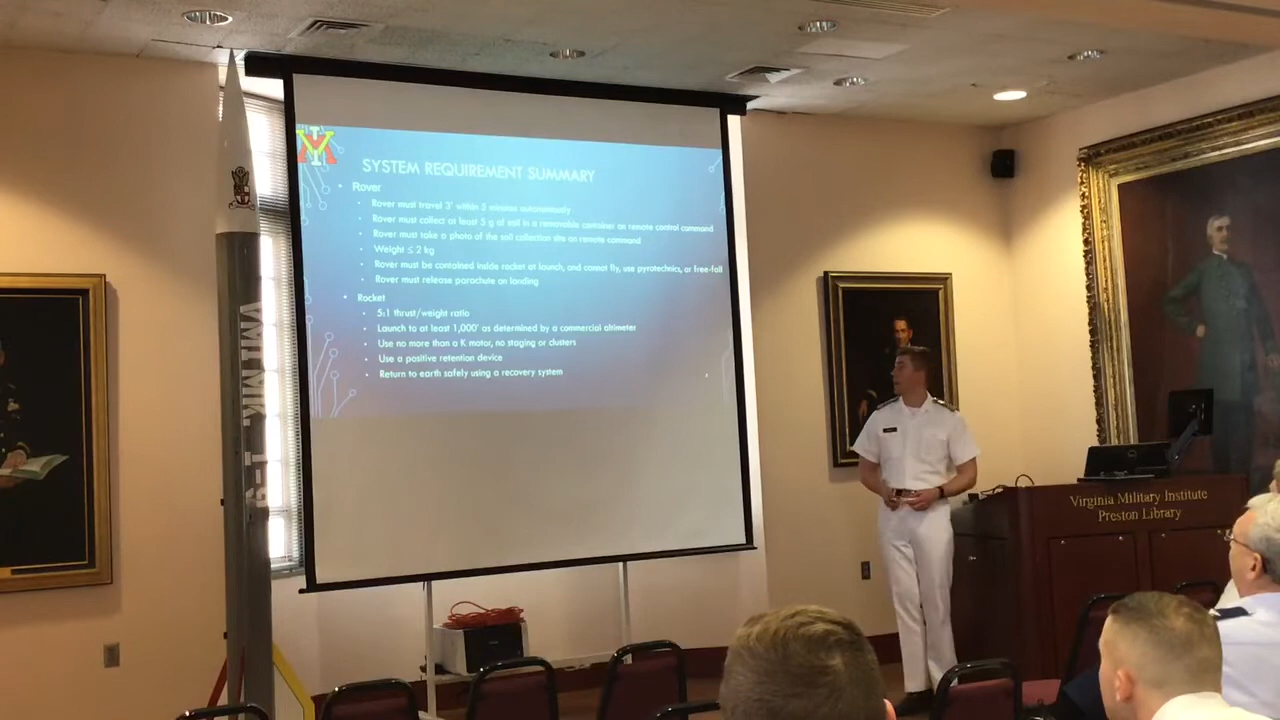 VMI
SYSTEM REQUIREMENT SUMMARY
• Rover
• Rover must travel 3' within 5 minutes autonomously
• Rover must collect at least 5 g of soil in a removable container on remote control command
• Rover must take a photo of the soil collection site on remote command
• Weight ≤ 2 kg
• Rover must be contained inside rocket at launch, and cannot fly, use pyrotechnics, or free-fall
• Rover must release parachute on landing
• Rocket
• 5:1 thrust/weight ratio
• Launch to at least 1,000' as determined by a commercial altimeter
• Use no more than a K motor, no staging or clusters
• Use a positive retention device
• Return to earth safely using a recovery system
VMI MK.
Virginia Military Institute
Preston Library